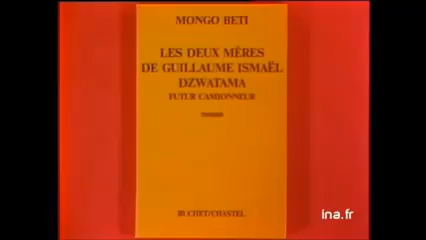 MONGO BETI
LES DEUX MÈRES
DE GUILLAUME ISMAËL
DZWATAMA
FUTUR CAMIONNEUR
BUCHET/CHASTEL
ina.fr